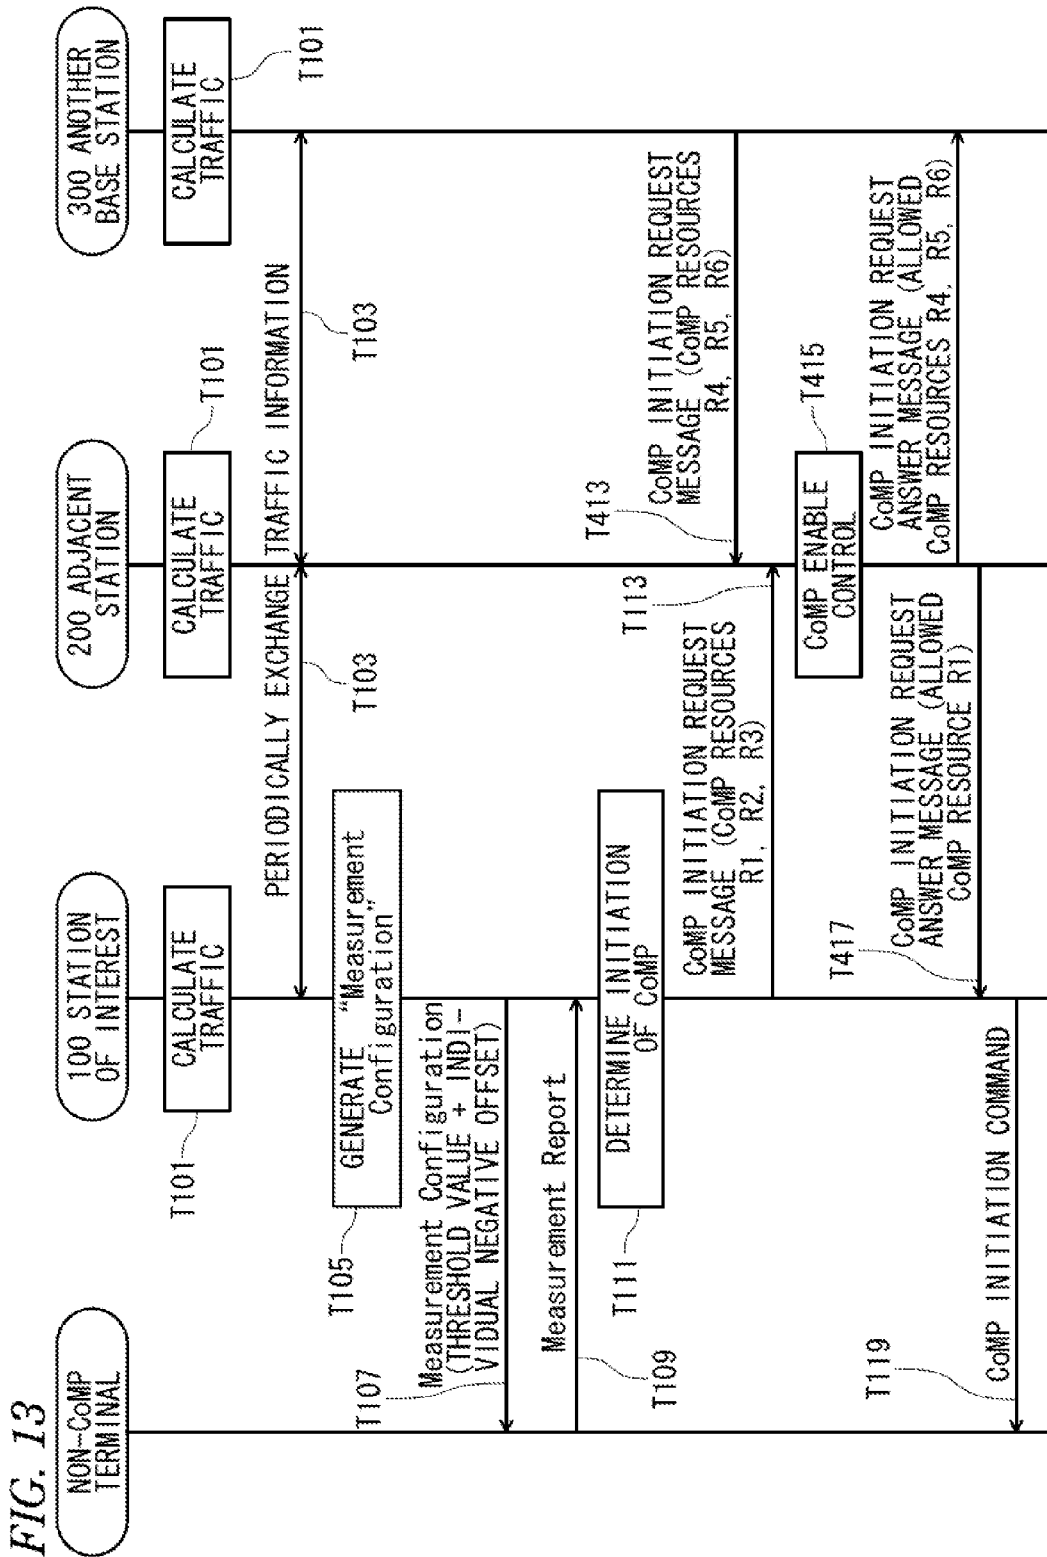 FIG. 13
NON-CoMP
TERMINAL
100 STATION
OF INTEREST
200 ADJACENT
STATION
300 ANOTHER
BASE STATION
CALCULATE
TRAFFIC
T101
CALCULATE
TRAFFIC
T101
CALCULATE
TRAFFIC
T101
PERIODICALLY EXCHANGE TRAFFIC INFORMATION
T103
T103
GENERATE "Measurement
Configuration"
T105
Measurement Configuration
(THRESHOLD VALUE + INDI-
VIDUAL NEGATIVE OFFSET)
T107
Measurement Report
T109
DETERMINE INITIATION
OF CoMP
T111
CoMP INITIATION REQUEST
MESSAGE (CoMP RESOURCES
R4, R5, R6)
T413
CoMP INITIATION REQUEST
MESSAGE (CoMP RESOURCES
R1, R2, R3)
T113
CoMP ENABLE
CONTROL
T415
CoMP INITIATION REQUEST
ANSWER MESSAGE (ALLOWED
CoMP RESOURCES R4, R5, R6)
CoMP INITIATION REQUEST
ANSWER MESSAGE (ALLOWED
CoMP RESOURCE R1)
T417
CoMP INITIATION COMMAND
T119